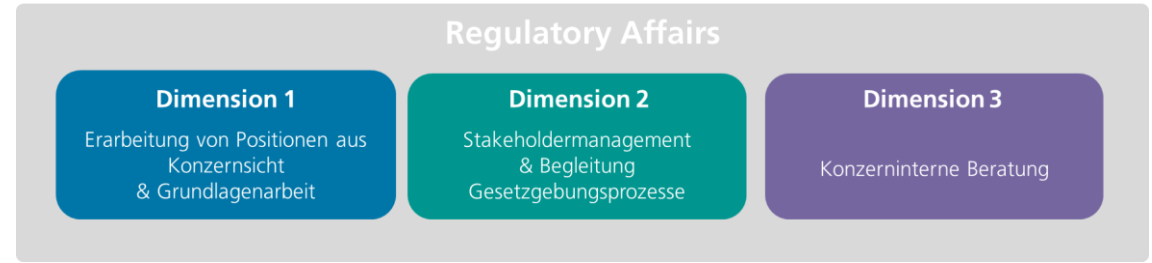 Regulatory Affairs
Dimension 1
Erarbeitung von Positionen aus
Konzernsicht
& Grundlagenarbeit
Dimension 2
Stakeholdermanagement
& Begleitung
Gesetzgebungsprozesse
Dimension 3
Konzerninterne Beratung